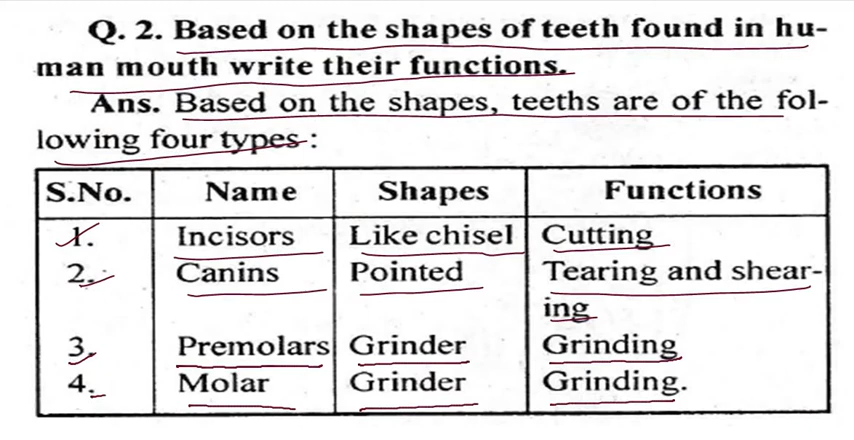 Q. 2. Based on the shapes of teeth found in hu-
man mouth write their functions.
Ans. Based on the shapes, teeths are of the fol-
lowing four types :
S.No. Name Shapes Functions
1. Incisors Like chisel Cutting
2. Canins Pointed Tearing and shear-
ing
3. Premolars Grinder Grinding
4. Molar Grinder Grinding.